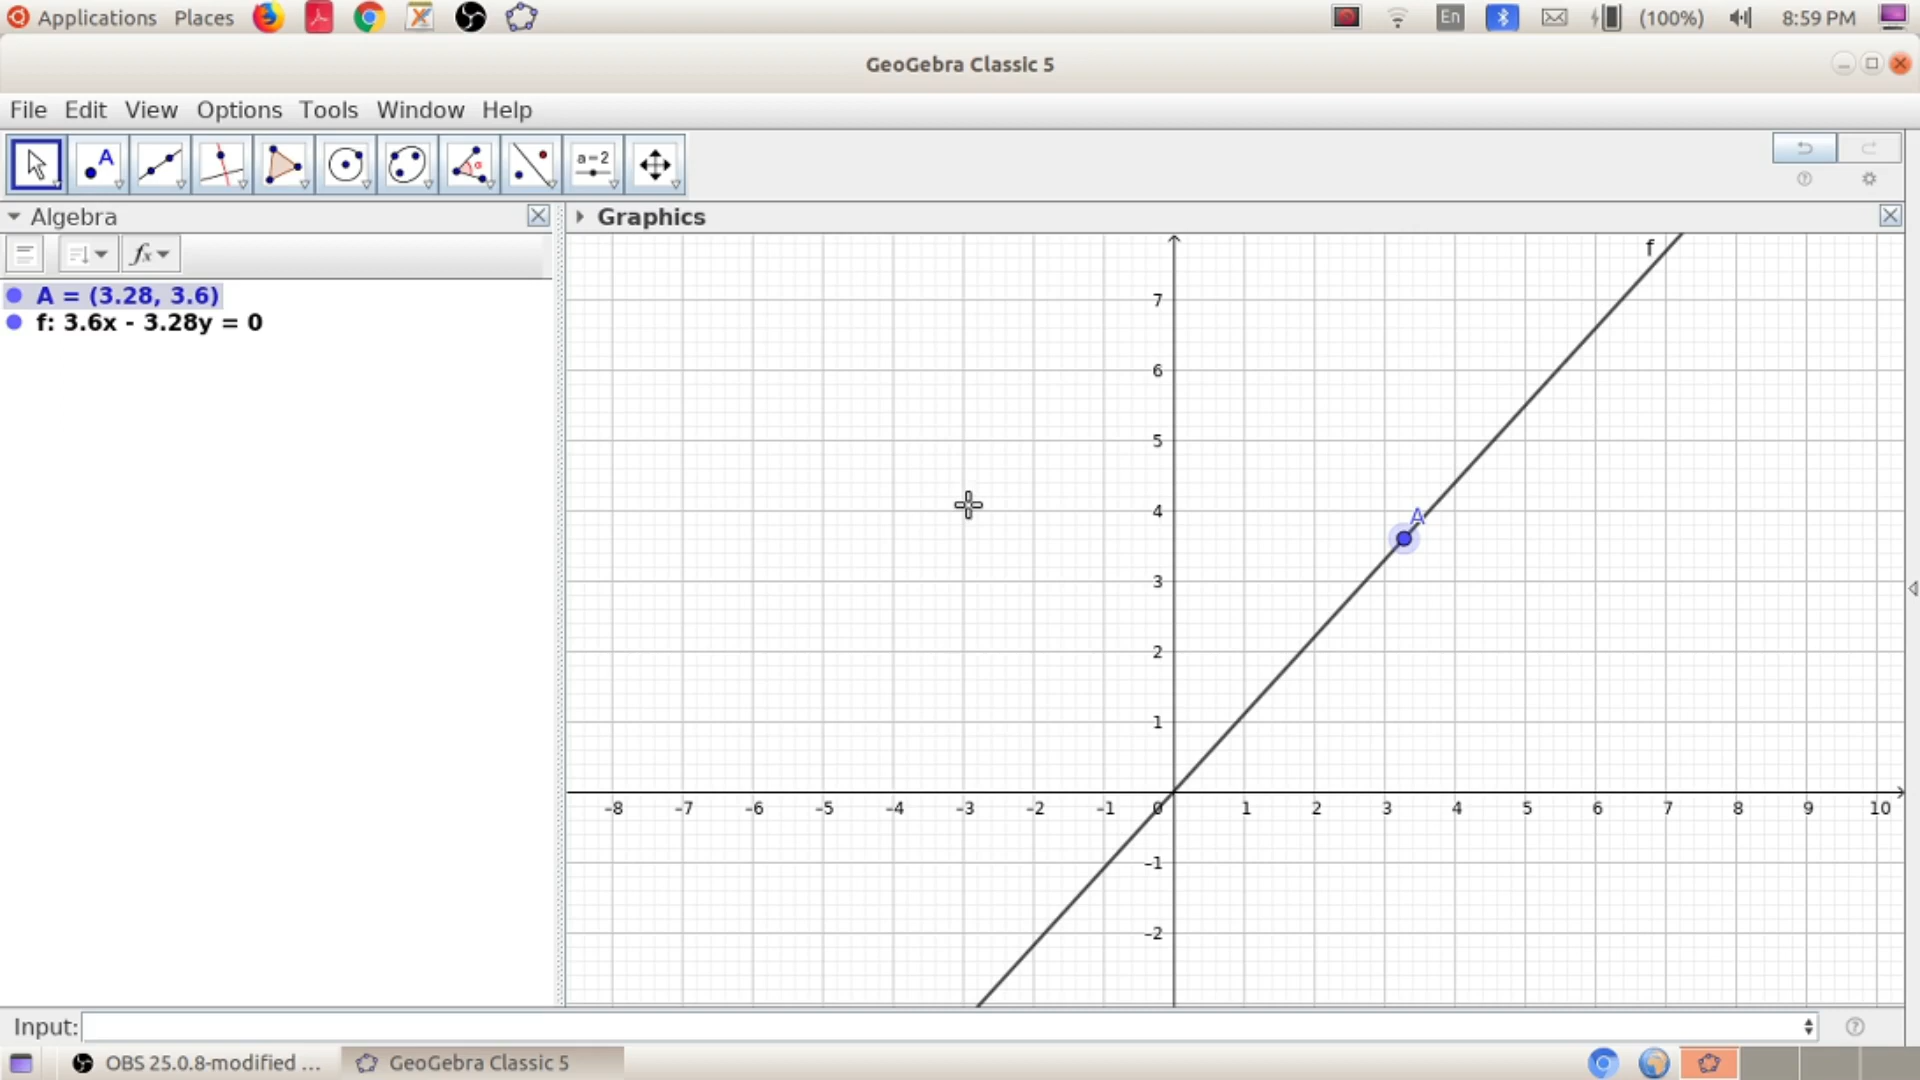 Applications Places En (100%) 8:59 PM
GeoGebra Classic 5
File Edit View Options Tools Window Help
A a=2
Algebra
Graphics
fx
A = (3.28, 3.6)
f: 3.6x - 3.28y = 0
f
7
6
5
4
A
3
2
1
-8 -7 -6 -5 -4 -3 -2 -1 0 1 2 3 4 5 6 7 8 9 10
-1
-2
Input:
OBS 25.0.8-modified ... GeoGebra Classic 5